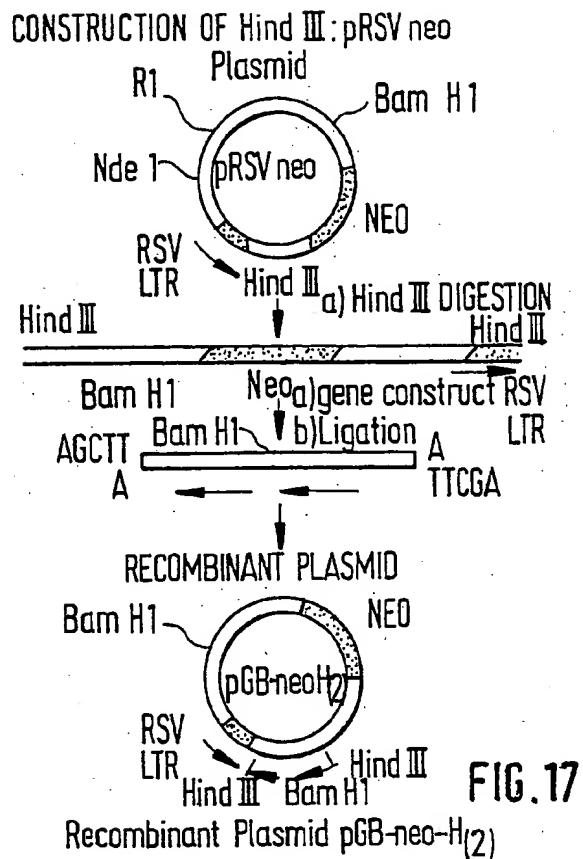 CONSTRUCTION OF Hind III: pRSV neo
Plasmid
R1
Bam H1
Nde 1
pRSV neo
NEO
RSV
LTR
Hind III
a) Hind III DIGESTION
Hind III
Hind III
Bam H1
Neo
a) gene construct
RSV
LTR
b) Ligation
Bam H1
AGCTT
A
A
TTCGA
RECOMBINANT PLASMID
Bam H1
NEO
pGB-neoH2)
RSV
LTR
Hind III
Bam H1
Hind III
FIG. 17
Recombinant Plasmid pGB-neo-H(2)